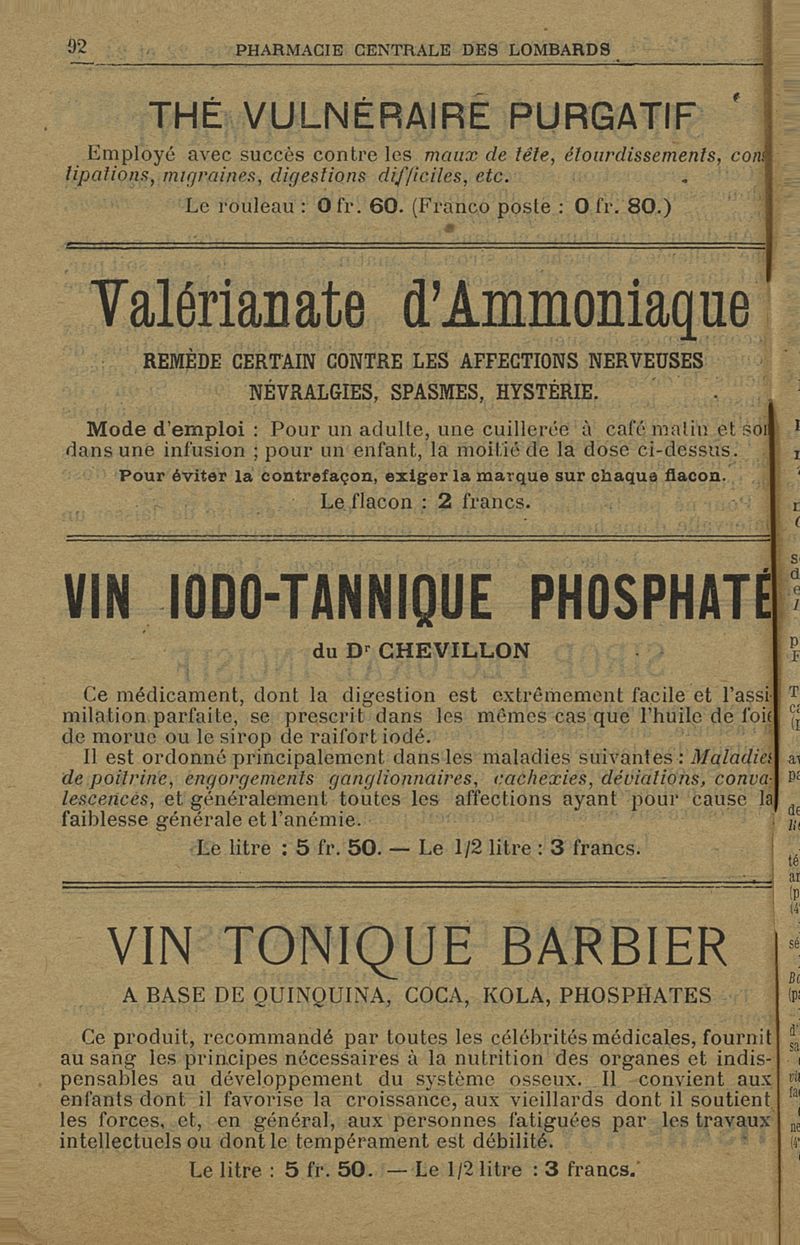 92
PHARMACIE CENTRALE DES LOMBARDS
THÉ VULNÉRAIRE PURGATIF
Employé avec succès contre les maux de tête, étourdissements, cons
tipations, migraines, digestions difficiles, etc.
Le rouleau : 0 fr. 60. (Franco poste : 0 fr. 80.)
Valérianate d'Ammoniaque
REMÈDE CERTAIN CONTRE LES AFFECTIONS NERVEUSES
NÉVRALGIES, SPASMES, HYSTÉRIE.
Mode d'emploi : Pour un adulte, une cuillerée à café matin et soir
dans une infusion ; pour un enfant, la moitié de la dose ci-dessus.
Pour éviter la contrefaçon, exiger la marque sur chaque flacon.
Le flacon : 2 francs.
VIN IODO-TANNIQUE PHOSPHATÉ
du Dr CHEVILLON
Ce médicament, dont la digestion est extrêmement facile et l'assi-
milation parfaite, se prescrit dans les mêmes cas que l'huile de foie
de morue ou le sirop de raifort iodé.
Il est ordonné principalement dans les maladies suivantes : Maladies
de poitrine, engorgements ganglionnaires, cachexies, déviations, conva-
lescences, et généralement toutes les affections ayant pour cause la
faiblesse générale et l'anémie.
Le litre : 5 fr. 50. — Le 1/2 litre : 3 francs.
VIN TONIQUE BARBIER
A BASE DE QUINQUINA, COCA, KOLA, PHOSPHATES
Ce produit, recommandé par toutes les célébrités médicales, fournit
au sang les principes nécessaires à la nutrition des organes et indis-
pensables au développement du système osseux. Il convient aux
enfants dont il favorise la croissance, aux vieillards dont il soutient
les forces, et, en général, aux personnes fatiguées par les travaux
intellectuels ou dont le tempérament est débilité.
Le litre : 5 fr. 50. — Le 1/2 litre : 3 francs.